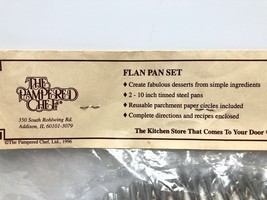 THE
PAMPERED
CHEF®
350 South Rohlwing Rd.
Addison, IL 60101-3079
©The Pampered Chef, Ltd., 1996
FLAN PAN SET
♦ Create fabulous desserts from simple ingredients
♦ 2 - 10 inch tinned steel pans
♦ Reusable parchment paper circles included
♦ Complete directions and recipes enclosed
The Kitchen Store That Comes To Your Door